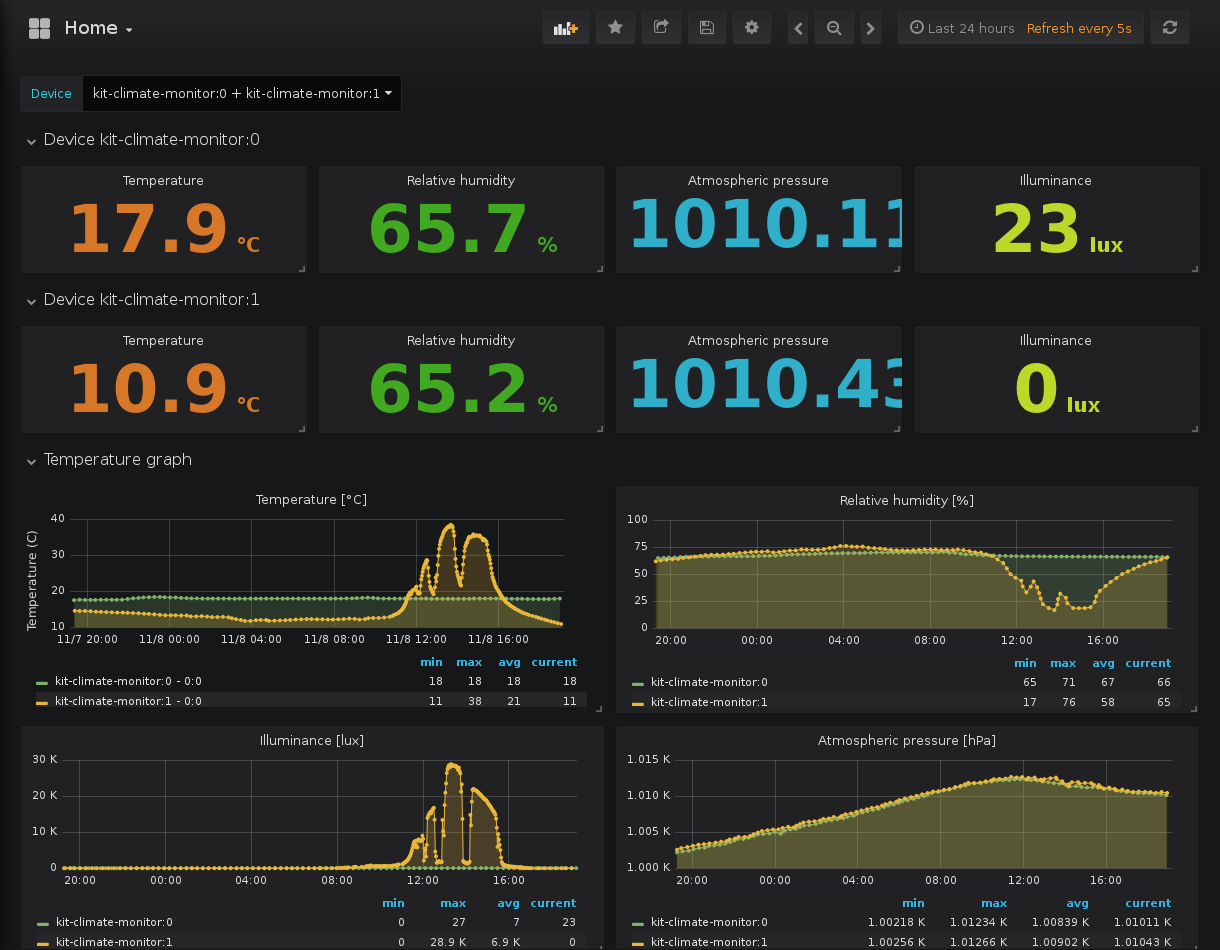 Home
Last 24 hours Refresh every 5s
Device kit-climate-monitor:0 + kit-climate-monitor:1
Device kit-climate-monitor:0
Temperature
17.9 °C
Relative humidity
65.7 %
Atmospheric pressure
1010.11
Illuminance
23 lux
Device kit-climate-monitor:1
Temperature
10.9 °C
Relative humidity
65.2 %
Atmospheric pressure
1010.43
Illuminance
0 lux
Temperature graph
Temperature [°C]
Temperature (C)
40
30
20
10
11/7 20:00 11/8 00:00 11/8 04:00 11/8 08:00 11/8 12:00 11/8 16:00
min max avg current
kit-climate-monitor:0 - 0:0 18 18 18 18
kit-climate-monitor:1 - 0:0 11 38 21 11
Relative humidity [%]
100
75
50
25
0
20:00 00:00 04:00 08:00 12:00 16:00
min max avg current
kit-climate-monitor:0 65 71 67 66
kit-climate-monitor:1 17 76 58 65
Illuminance [lux]
30 K
20 K
10 K
0
20:00 00:00 04:00 08:00 12:00 16:00
min max avg current
kit-climate-monitor:0 0 27 7 23
kit-climate-monitor:1 0 28.9 K 6.9 K 0
Atmospheric pressure [hPa]
1.015 K
1.010 K
1.005 K
1.000 K
20:00 00:00 04:00 08:00 12:00 16:00
min max avg current
kit-climate-monitor:0 1.00218 K 1.01234 K 1.00839 K 1.01011 K
kit-climate-monitor:1 1.00256 K 1.01266 K 1.00902 K 1.01043 K